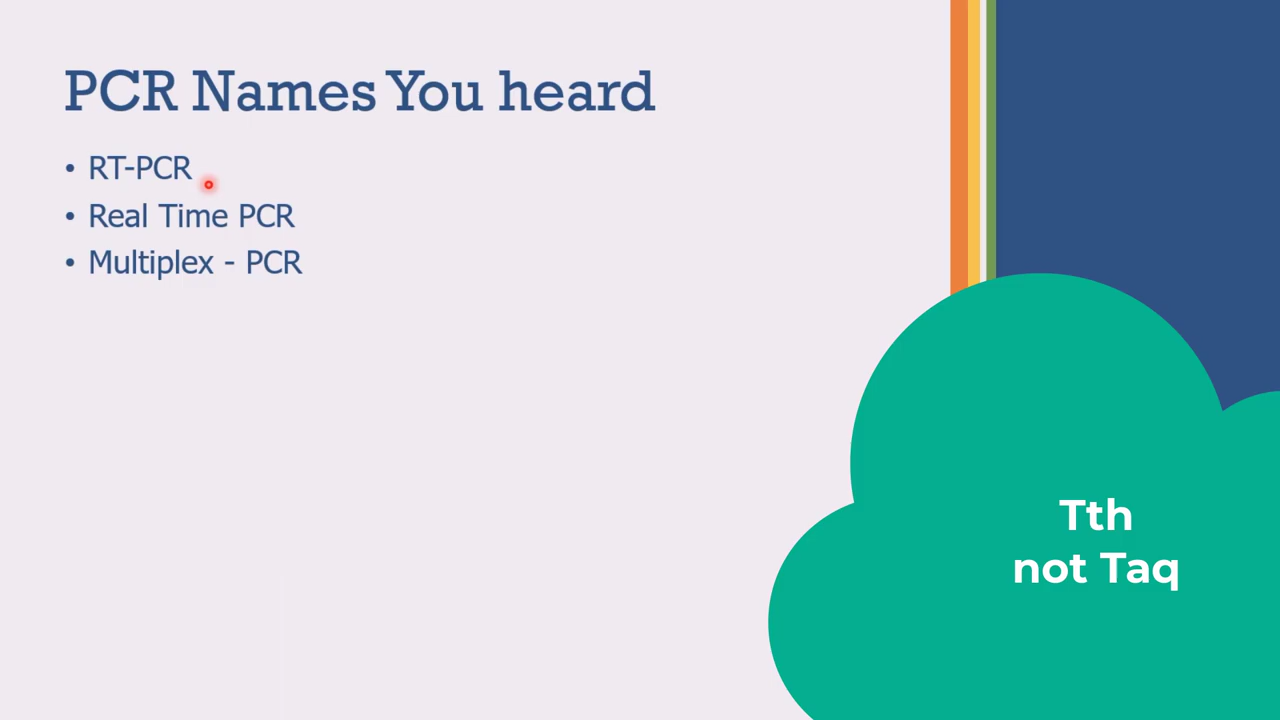 PCR Names You heard
• RT-PCR
• Real Time PCR
• Multiplex - PCR
Tth
not Taq